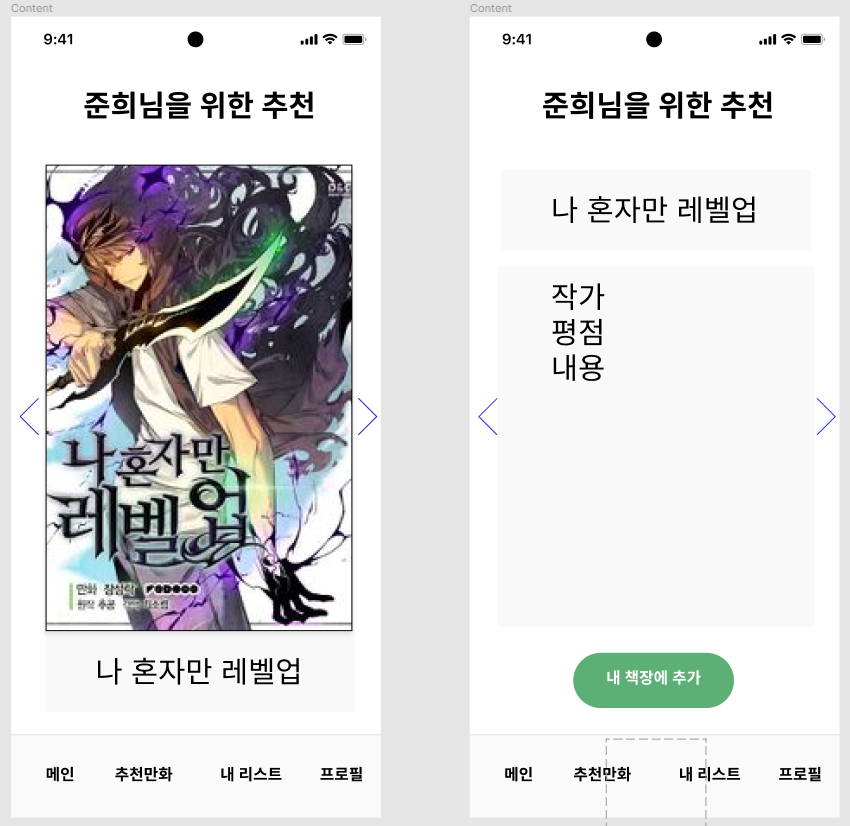 Content
9:41
준희님을 위한 추천
나 혼자만
레벨업
만화 장성락
원작 추공
나 혼자만 레벨업
메인 추천만화 내 리스트 프로필
Content
9:41
준희님을 위한 추천
나 혼자만 레벨업
작가
평점
내용
내 책장에 추가
메인 추천만화 내 리스트 프로필